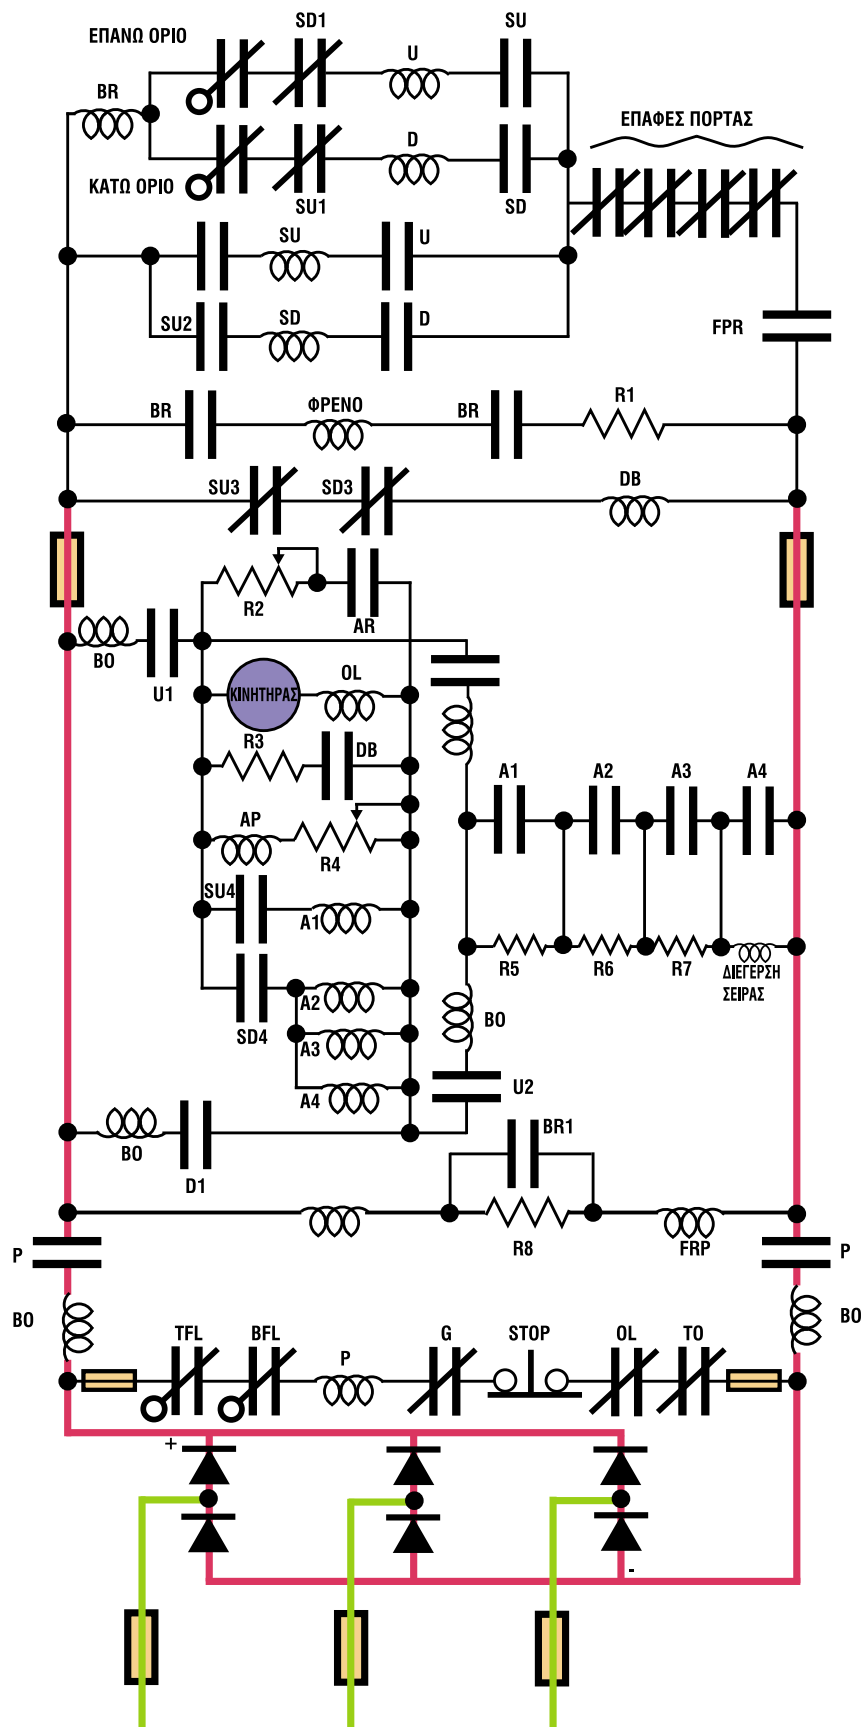 ΕΠΑΝΩ ΟΡΙΟ
SD1
U
SU
BR
ΕΠΑΦΕΣ ΠΟΡΤΑΣ
D
ΚΑΤΩ ΟΡΙΟ
SU1
SD
SU
U
SU2
SD
D
FPR
BR
ΦΡΕΝΟ
BR
R1
SU3
SD3
DB
R2
AR
BO
U1
OL
ΚΙΝΗΤΗΡΑΣ
R3
DB
A1
A2
A3
A4
AP
R4
SU4
A1
R5
R6
R7
ΔΙΕΓΕΡΣΗ
ΣΕΙΡΑΣ
A2
BO
SD4
A3
A4
U2
BO
D1
BR1
R8
FRP
P
P
BO
BO
TFL
BFL
P
G
STOP
OL
TO
+
-